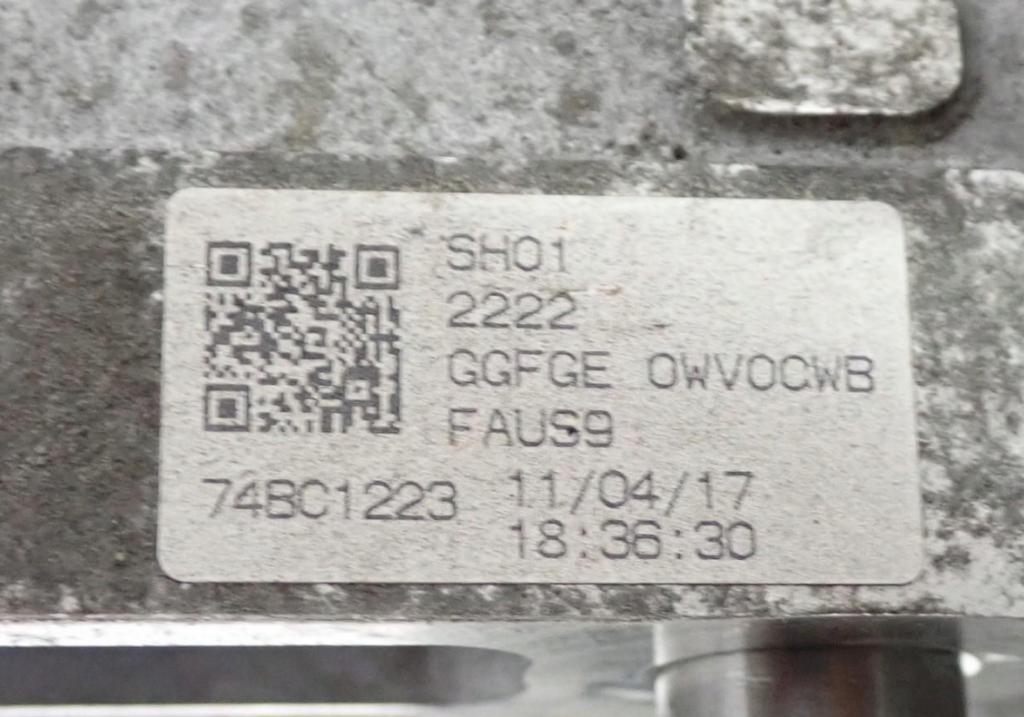 SH01
2222
GGFGE 0WV0CWB
FAUS9
74BC1223
11/04/17
18:36:30